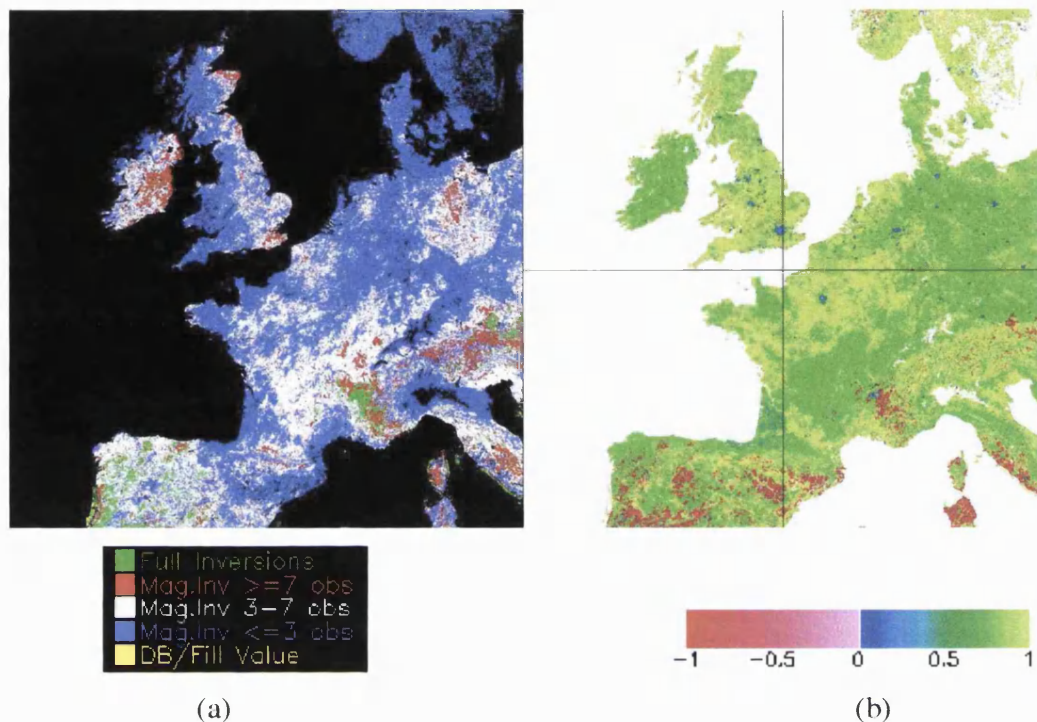 Full Inversions
Mag.Inv >=7 obs
Mag.Inv 3-7 obs
Mag.Inv <=3 obs
DB/Fill Value
-1 -0.5 0 0.5 1
(a) (b)